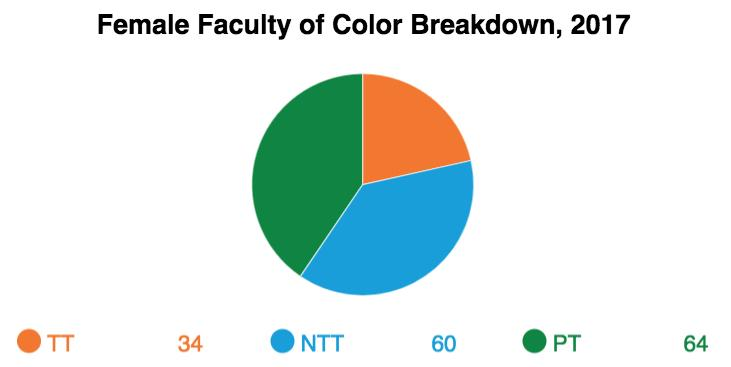 Female Faculty of Color Breakdown, 2017
TT 34 NTT 60 PT 64